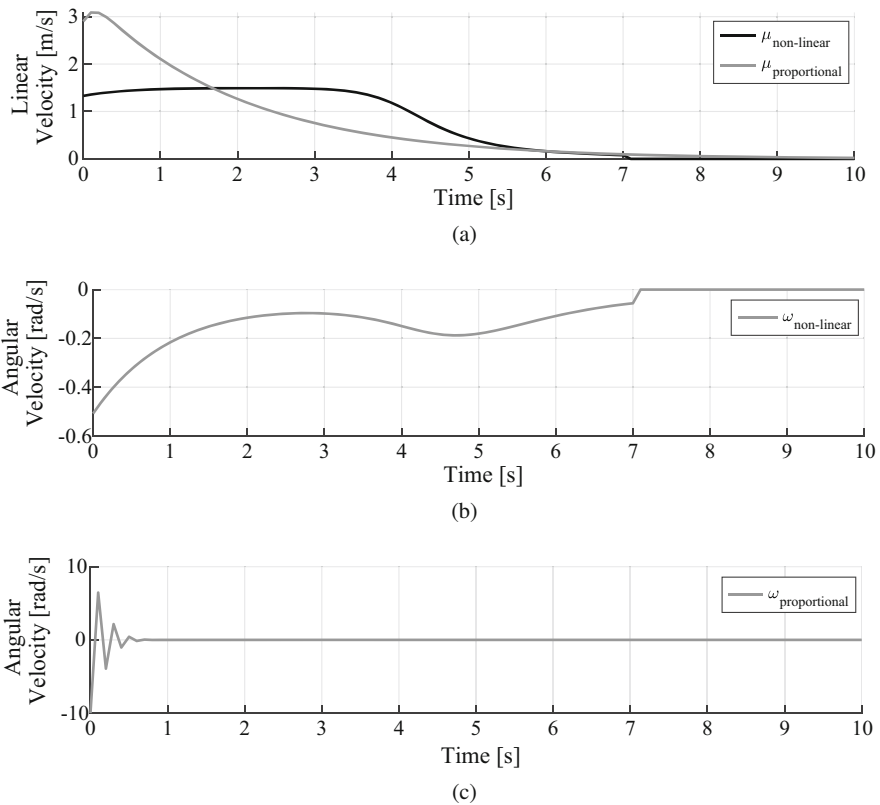 3
2
1
0
Linear
Velocity [m/s]
μnon-linear
μproportional
0 1 2 3 4 5 6 7 8 9 10
Time [s]
(a)
0
-0.2
-0.4
-0.6
Angular
Velocity [rad/s]
ωnon-linear
0 1 2 3 4 5 6 7 8 9 10
Time [s]
(b)
10
0
-10
Angular
Velocity [rad/s]
ωproportional
0 1 2 3 4 5 6 7 8 9 10
Time [s]
(c)